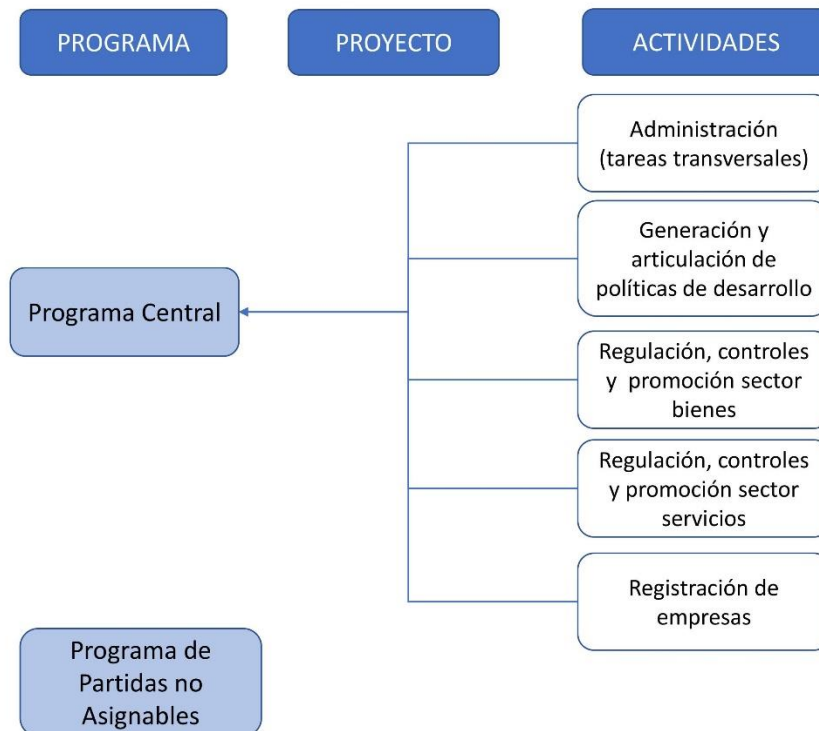 PROGRAMA
PROYECTO
ACTIVIDADES
Administración
(tareas transversales)
Generación y
articulación de
políticas de desarrollo
Programa Central
Regulación, controles
y promoción sector
bienes
Regulación, controles
y promoción sector
servicios
Registración de
empresas
Programa de
Partidas no
Asignables